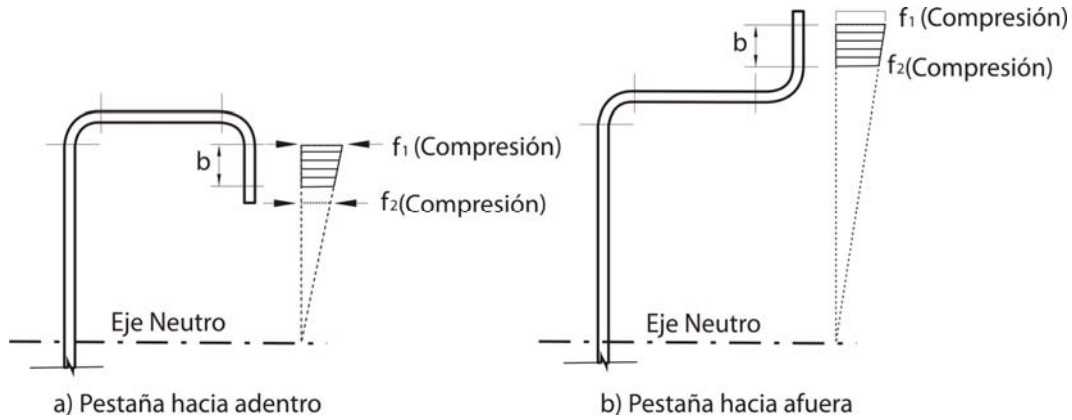 b
f₁ (Compresión)
f₂(Compresión)
Eje Neutro
a) Pestaña hacia adentro
b
f₁ (Compresión)
f₂(Compresión)
Eje Neutro
b) Pestaña hacia afuera